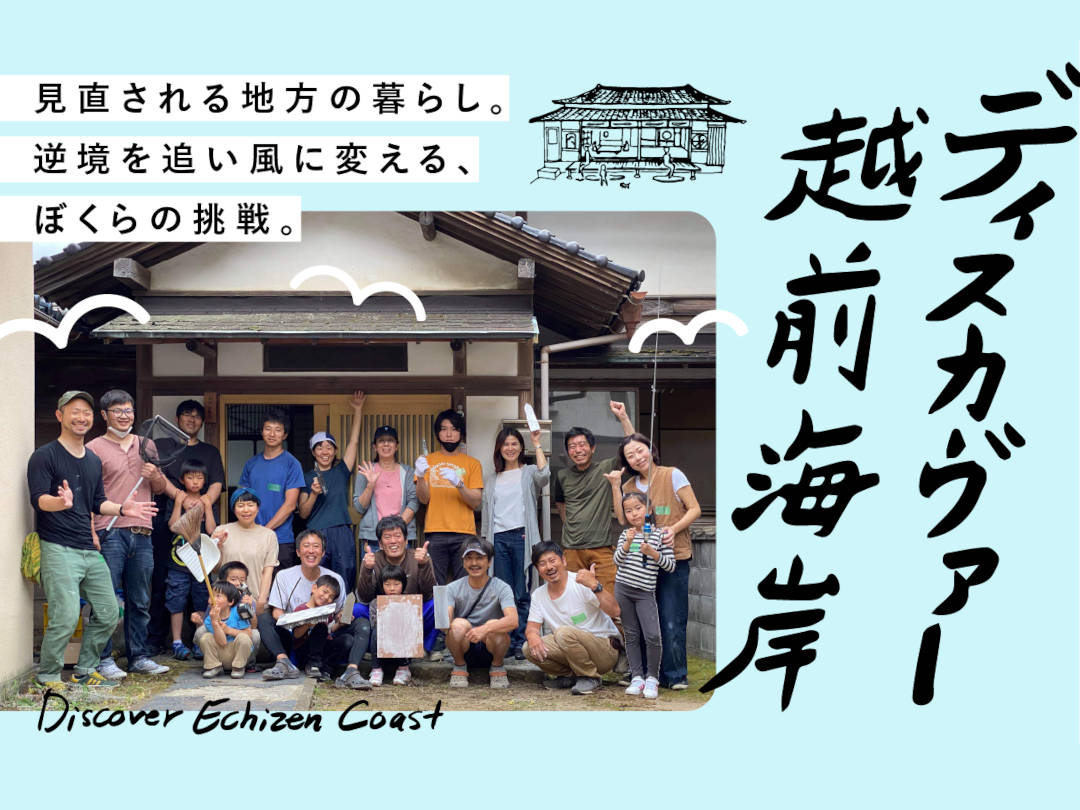 見直される地方の暮らし。
逆境を追い風に変える、
ぼくらの挑戦。
ディスカヴァー
越前海岸
Discover Echizen Coast